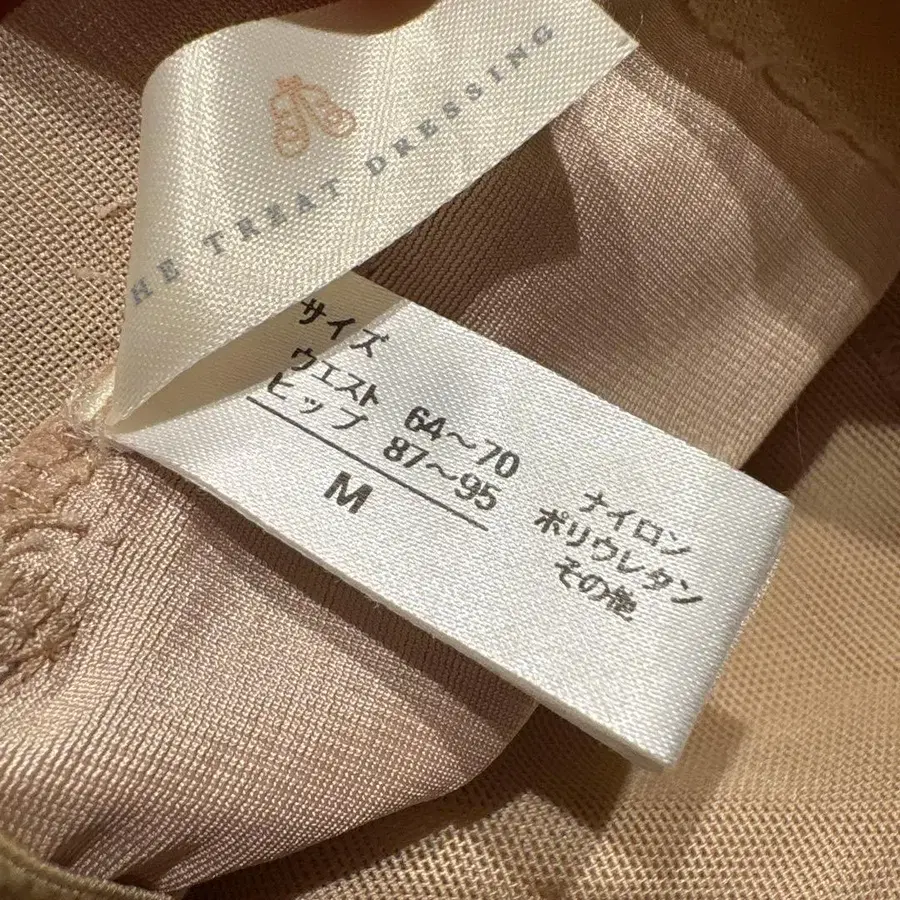 HE TREAT DRESSING
サイズ
ウエスト 64～70
ヒップ 87～95
M
ナイロン
ポリウレタン
その他